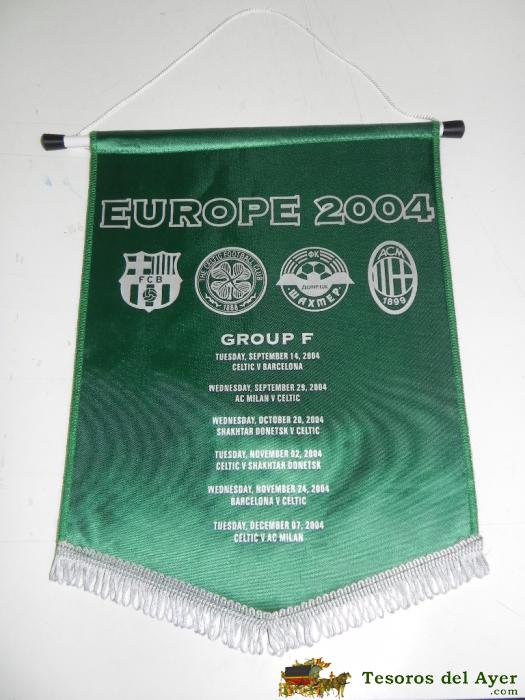 EUROPE 2004
FCB
THE CELTIC FOOTBALL CLUB
1888
ФК
ДОНЕЦК
ШАХТЕР
ACM
1899
GROUP F
TUESDAY, SEPTEMBER 14, 2004
CELTIC V BARCELONA
WEDNESDAY, SEPTEMBER 29, 2004
AC MILAN V CELTIC
WEDNESDAY, OCTOBER 20, 2004
SHAKHTAR DONETSK V CELTIC
TUESDAY, NOVEMBER 02, 2004
CELTIC V SHAKHTAR DONETSK
WEDNESDAY, NOVEMBER 24, 2004
BARCELONA V CELTIC
TUESDAY, DECEMBER 07, 2004
CELTIC V AC MILAN
Tesoros del Ayer
.com